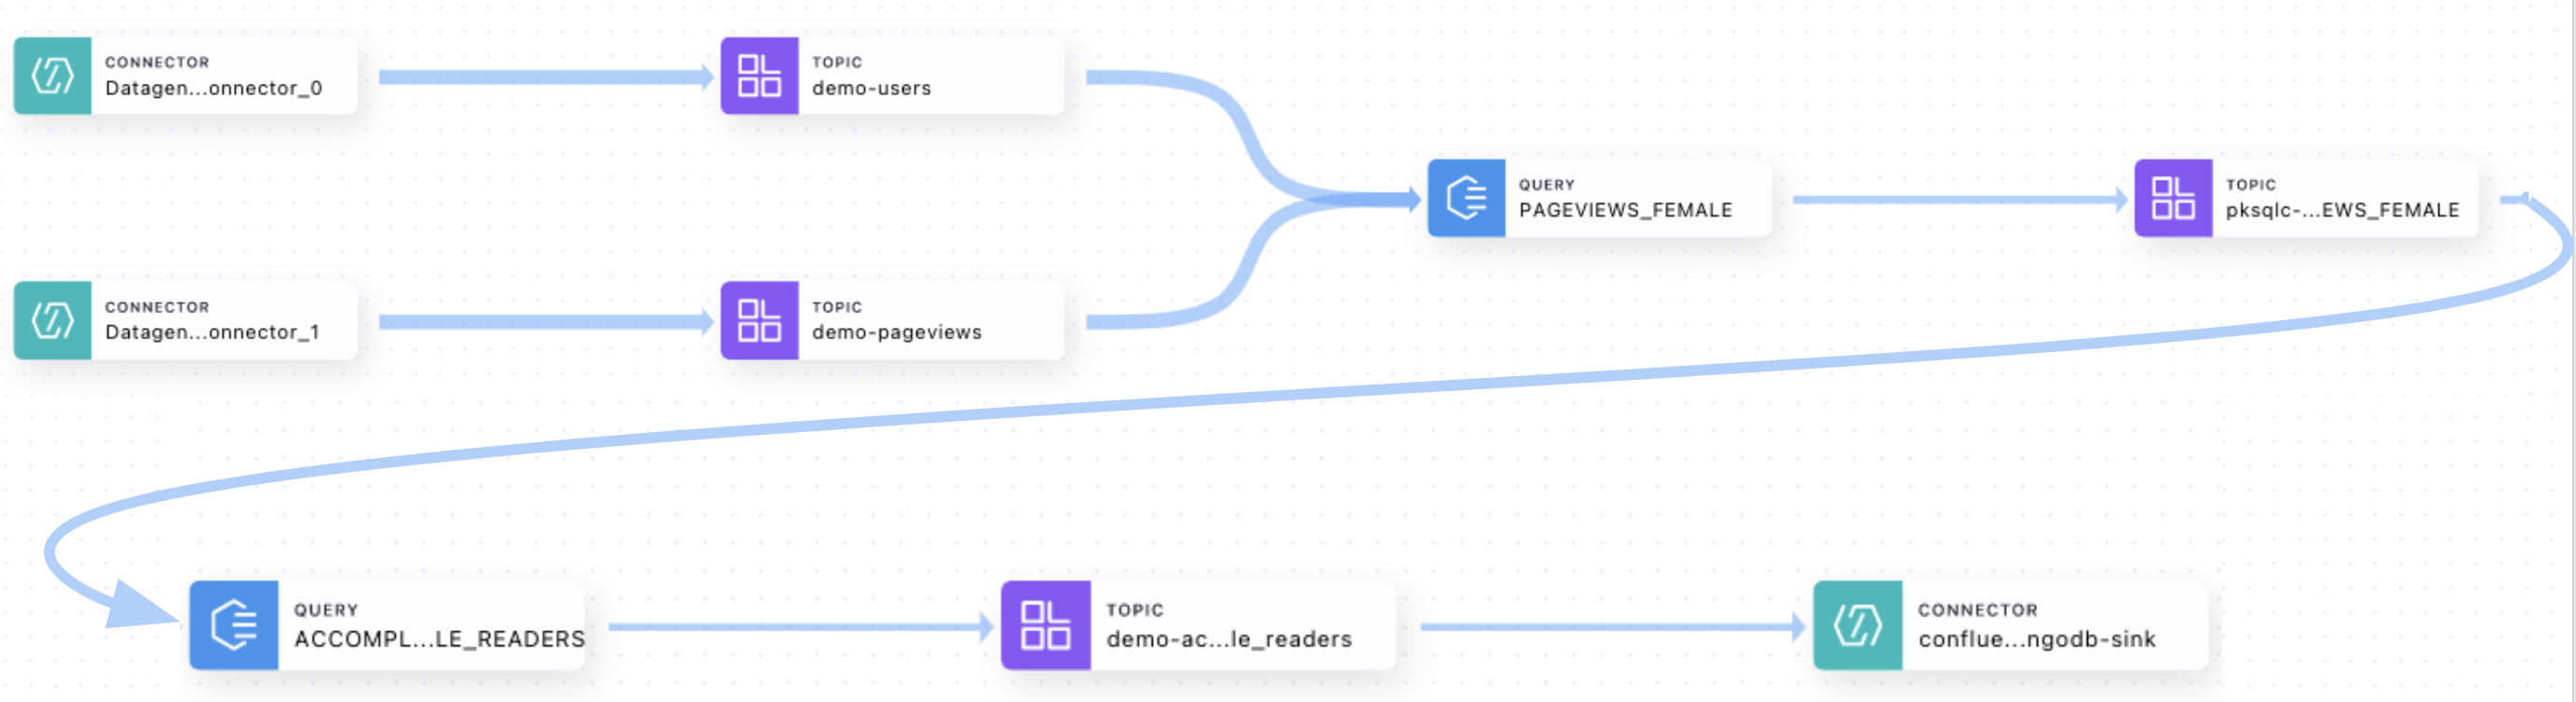 CONNECTOR
Datagen...onnector_0
TOPIC
demo-users
QUERY
PAGEVIEWS_FEMALE
TOPIC
pksqlc-...EWS_FEMALE
CONNECTOR
Datagen...onnector_1
TOPIC
demo-pageviews
QUERY
ACCOMPL...LE_READERS
TOPIC
demo-ac...le_readers
CONNECTOR
conflue...ngodb-sink